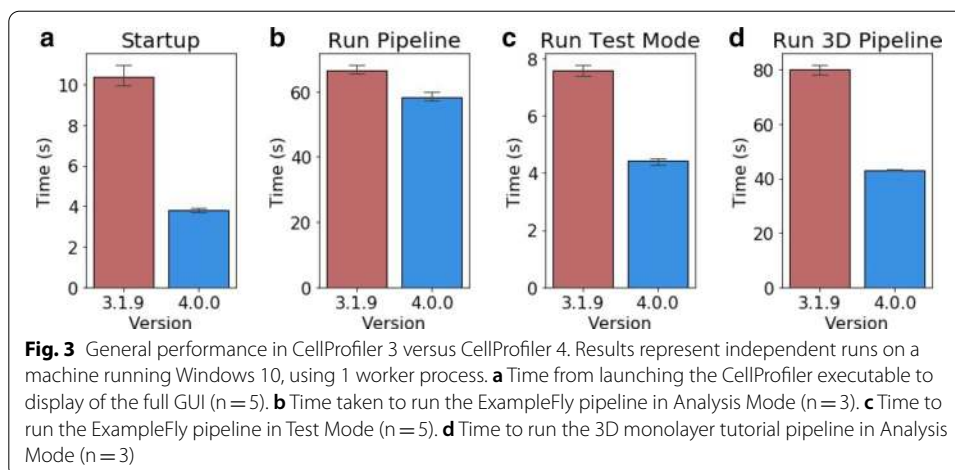 a Startup b Run Pipeline c Run Test Mode d Run 3D Pipeline
10
8
6
4
2
0
Time (s)
3.1.9 4.0.0
Version
60
40
20
0
Time (s)
3.1.9 4.0.0
Version
8
6
4
2
0
Time (s)
3.1.9 4.0.0
Version
80
60
40
20
0
Time (s)
3.1.9 4.0.0
Version
Fig. 3 General performance in CellProfiler 3 versus CellProfiler 4. Results represent independent runs on a
machine running Windows 10, using 1 worker process. a Time from launching the CellProfiler executable to
display of the full GUI (n = 5). b Time taken to run the ExampleFly pipeline in Analysis Mode (n = 3). c Time to
run the ExampleFly pipeline in Test Mode (n = 5). d Time to run the 3D monolayer tutorial pipeline in Analysis
Mode (n = 3)